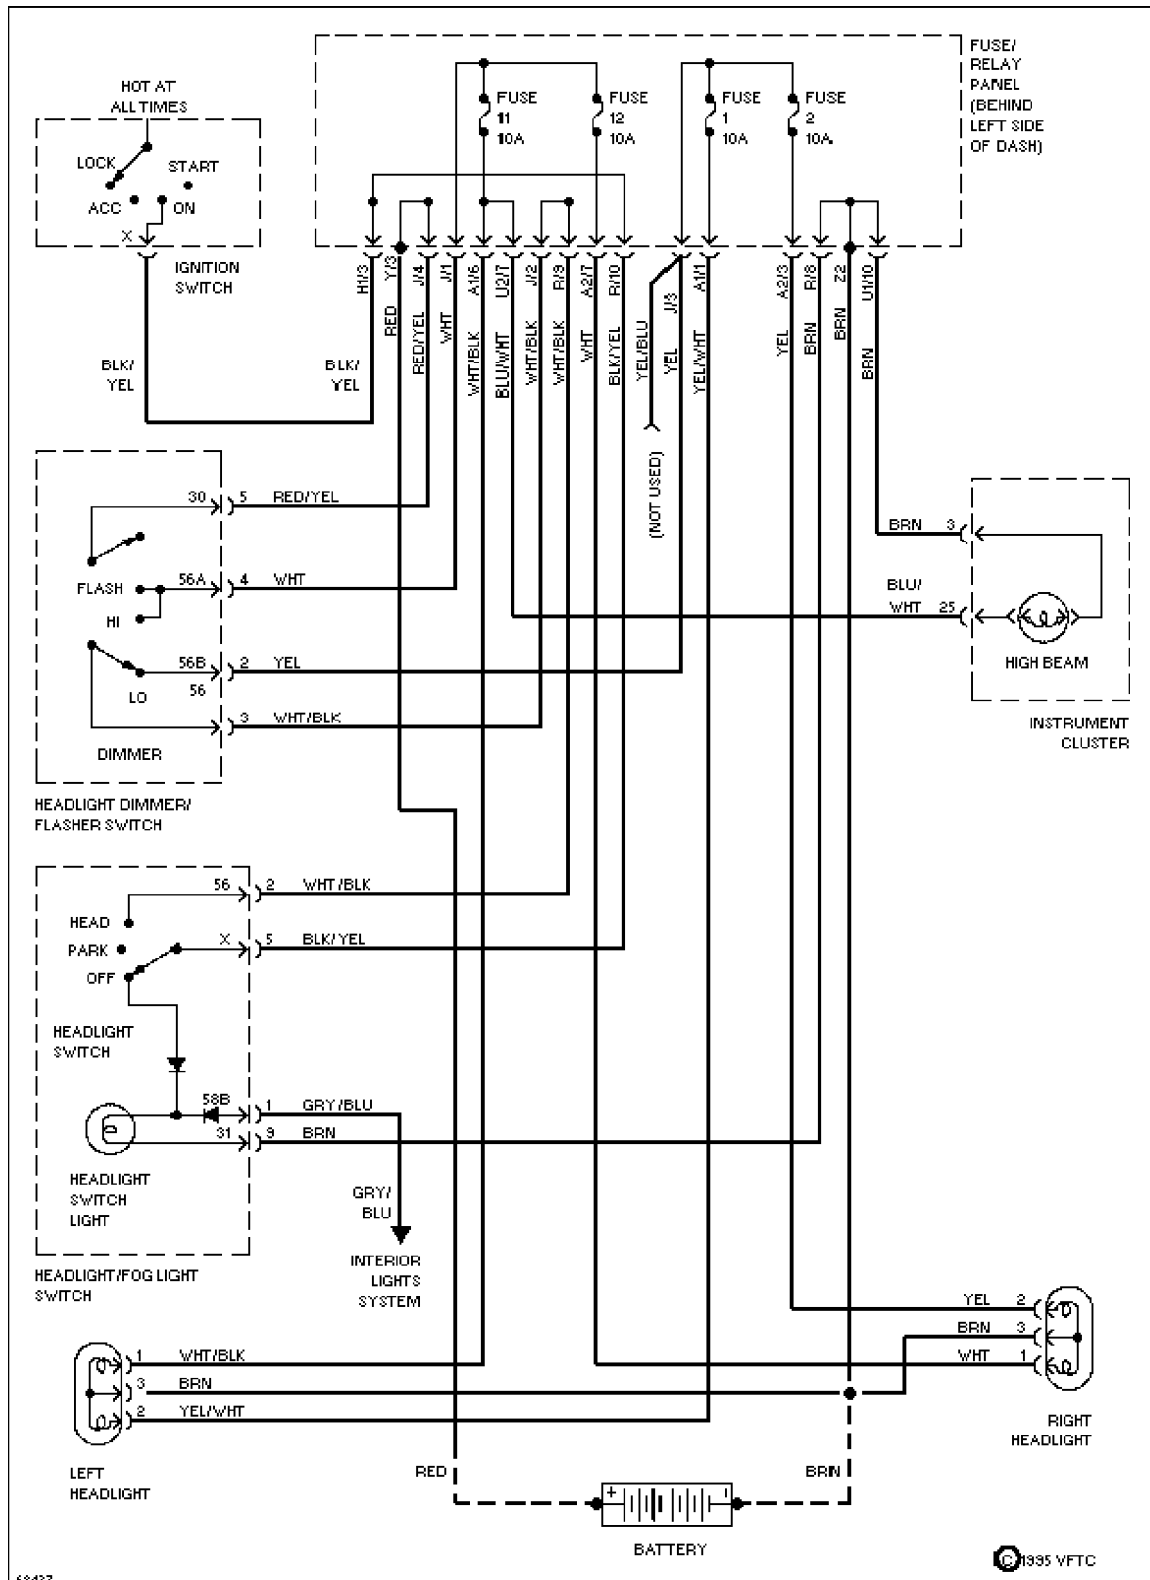 HOT AT
ALL TIMES
LOCK
START
ACC
ON
X
IGNITION
SWITCH
FUSE/
RELAY
PANEL
(BEHIND
LEFT SIDE
OF DASH)
FUSE
11
10A
FUSE
12
10A
FUSE
1
10A
FUSE
2
10A
H1/3
Y/3
J/4
J/1
A1/6
U2/7
J/2
R/9
A2/7
R/10
J/3
A1/1
A2/3
R/8
Z2
U1/10
BLK/
YEL
BLK/
YEL
RED
RED/YEL
WHT
WHT/BLK
BLU/WHT
WHT/BLK
WHT/BLK
WHT
BLK/YEL
YEL/BLU
YEL
YEL/WHT
YEL
BRN
BRN
BRN
(NOT USED)
30 5 RED/YEL
FLASH 56A 4 WHT
HI
56B 2 YEL
LO 56
3 WHT/BLK
DIMMER
HEADLIGHT DIMMER/
FLASHER SWITCH
BRN 3
BLU/
WHT 25
HIGH BEAM
INSTRUMENT
CLUSTER
56 2 WHT/BLK
HEAD
PARK X 5 BLK/YEL
OFF
HEADLIGHT
SWITCH
58B 1 GRY/BLU
31 9 BRN
HEADLIGHT
SWITCH
LIGHT
GRY/
BLU
INTERIOR
LIGHTS
SYSTEM
HEADLIGHT/FOG LIGHT
SWITCH
YEL 2
BRN 3
WHT 1
RIGHT
HEADLIGHT
1 WHT/BLK
3 BRN
2 YEL/WHT
LEFT
HEADLIGHT
RED
BRN
+
BATTERY
© 1995 VFTC